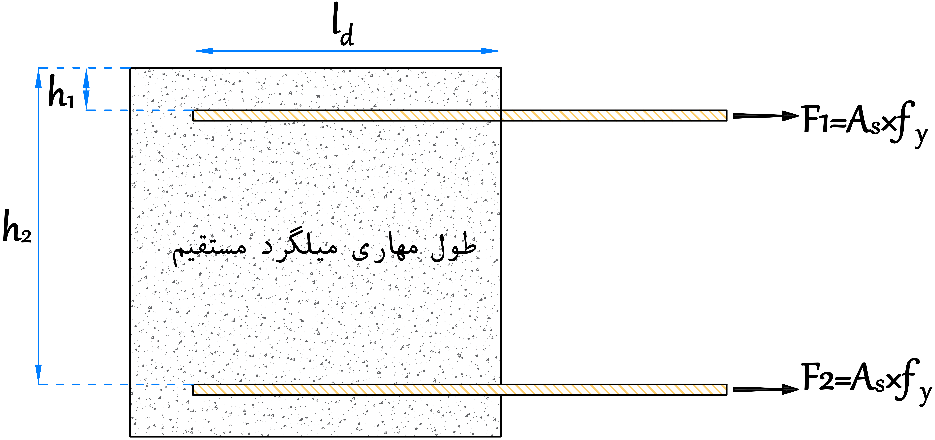 l_d
h1
F1=As×fy
h2
طول مهاری میلگرد مستقیم
F2=As×fy